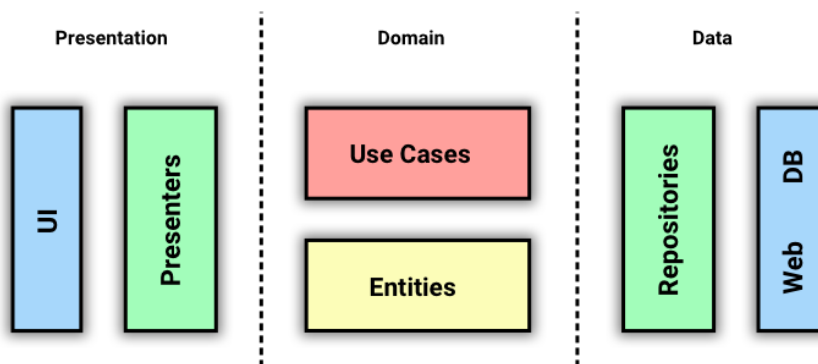 Presentation
Domain
Data
UI
Presenters
Use Cases
Entities
Repositories
DB
Web